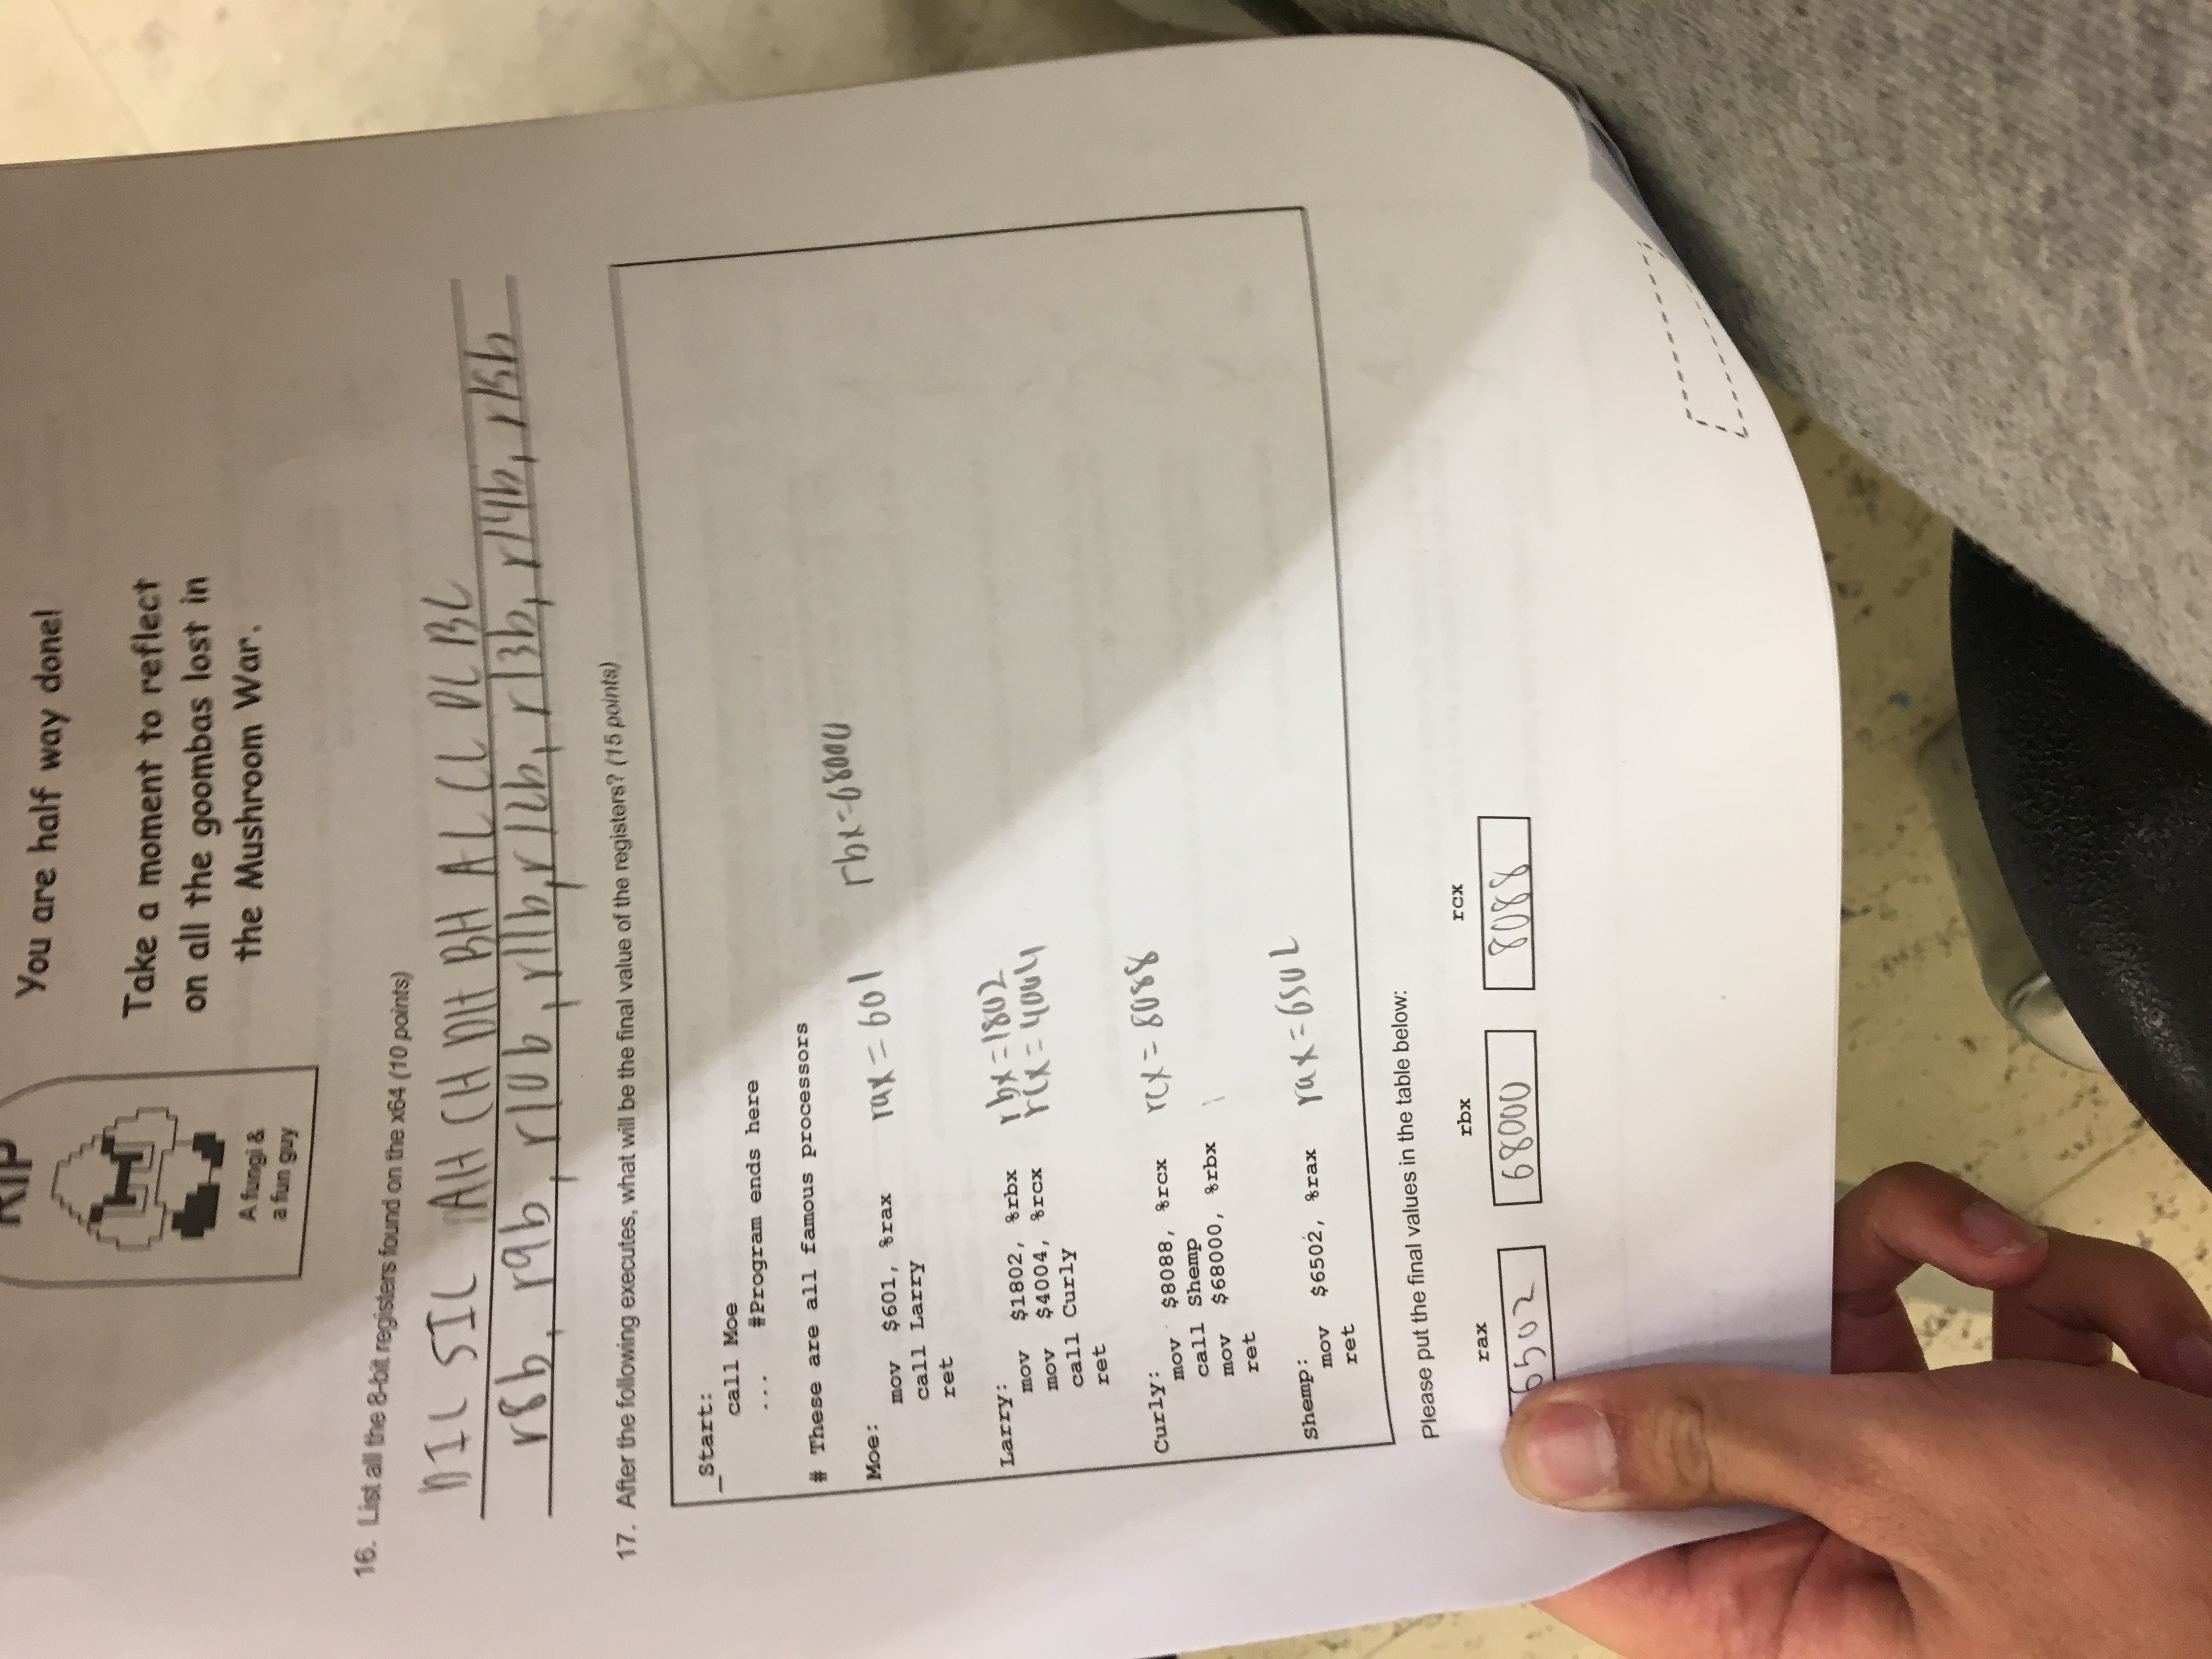 RIP
A fungi &
a fun guy
You are half way done!
Take a moment to reflect
on all the goombas lost in
the Mushroom War.
16. List all the 8-bit registers found on the x64 (10 points)
DIL SIL AH CH DH BH AL CL DL BL
r8b, r9b, r10b, r11b, r12b, r13b, r14b, r15b
17. After the following executes, what will be the final value of the registers? (15 points)
_Start:
call Moe
... #Program ends here
# These are all famous processors
Moe:
mov $601, %rax rax = 601 rbx=68000
call Larry
ret
Larry:
mov $1802, %rbx rbx=1802
mov $4004, %rcx rcx=4004
call Curly
ret
Curly:
mov $8088, %rcx rcx = 8088
call Shemp
mov $68000, %rbx
ret
Shemp:
mov $6502, %rax rax=6502
ret
Please put the final values in the table below:
rax rbx rcx
6502 68000 8088